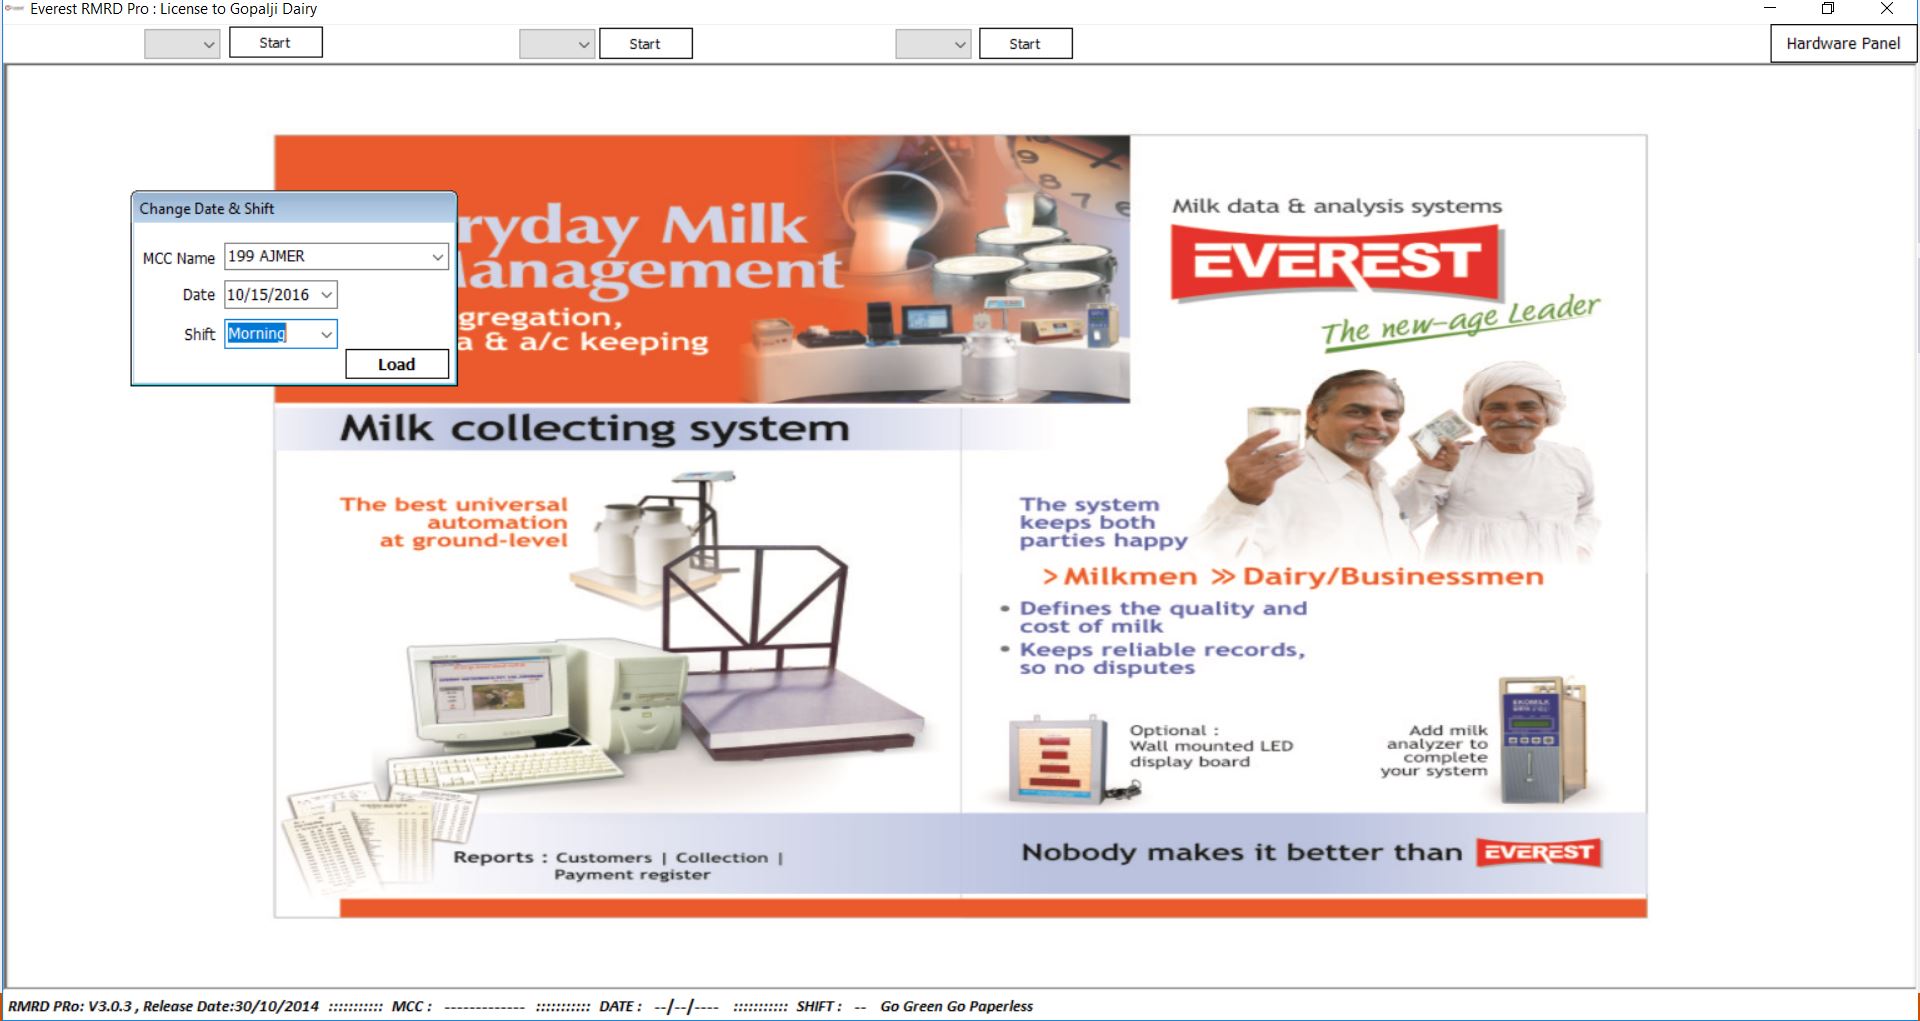 Everest RMRD Pro : License to Gopalji Dairy
Start
Start
Start
Hardware Panel
Change Date & Shift
MCC Name
199 AJMER
Date
10/15/2016
Shift
Morning
Load
ryday Milk
anagement
gregation,
a & a/c keeping
9
8
7
6
Milk data & analysis systems
EVEREST
The new-age Leader
Milk collecting system
The best universal
automation
at ground-level
The system
keeps both
parties happy
> Milkmen >> Dairy/Businessmen
• Defines the quality and
cost of milk
• Keeps reliable records,
so no disputes
Optional :
Wall mounted LED
display board
Add milk
analyzer to
complete
your system
EKOMILK
Reports : Customers | Collection |
Payment register
Nobody makes it better than EVEREST
RMRD PRo: V3.0.3 , Release Date:30/10/2014 ::::::::::: MCC : ------------- ::::::::::: DATE : --/--/---- ::::::::::: SHIFT : -- Go Green Go Paperless